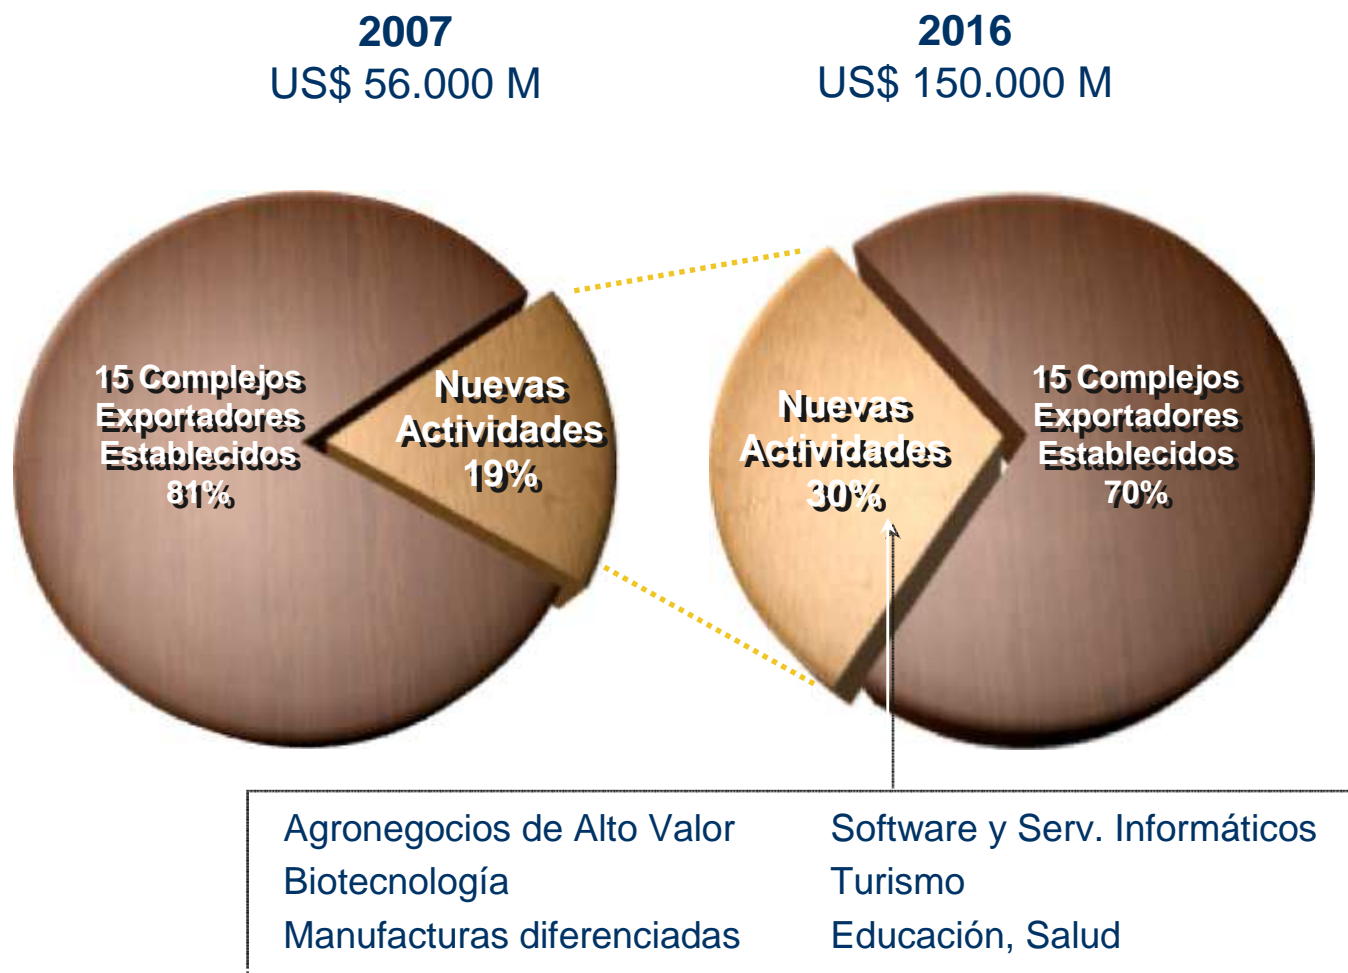 2007
US$ 56.000 M
2016
US$ 150.000 M
15 Complejos
Exportadores
Establecidos
81%
Nuevas
Actividades
19%
Nuevas
Actividades
30%
15 Complejos
Exportadores
Establecidos
70%
Agronegocios de Alto Valor
Biotecnología
Manufacturas diferenciadas
Software y Serv. Informáticos
Turismo
Educación, Salud